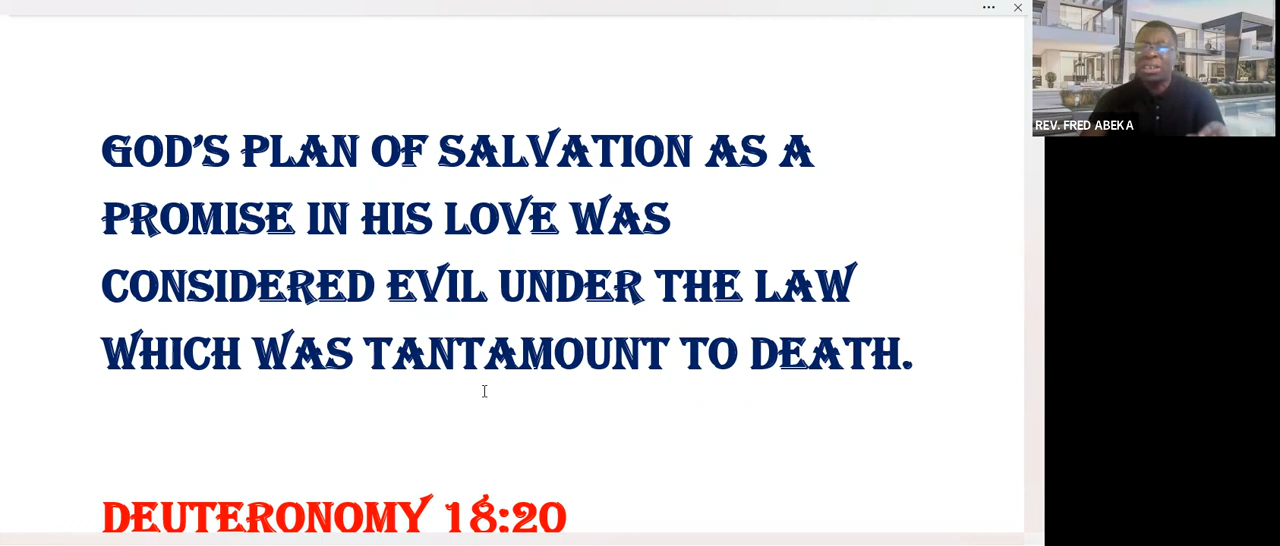 GOD'S PLAN OF SALVATION AS A
PROMISE IN HIS LOVE WAS
CONSIDERED EVIL UNDER THE LAW
WHICH WAS TANTAMOUNT TO DEATH.
DEUTERONOMY 18:20
REV. FRED ABEKA